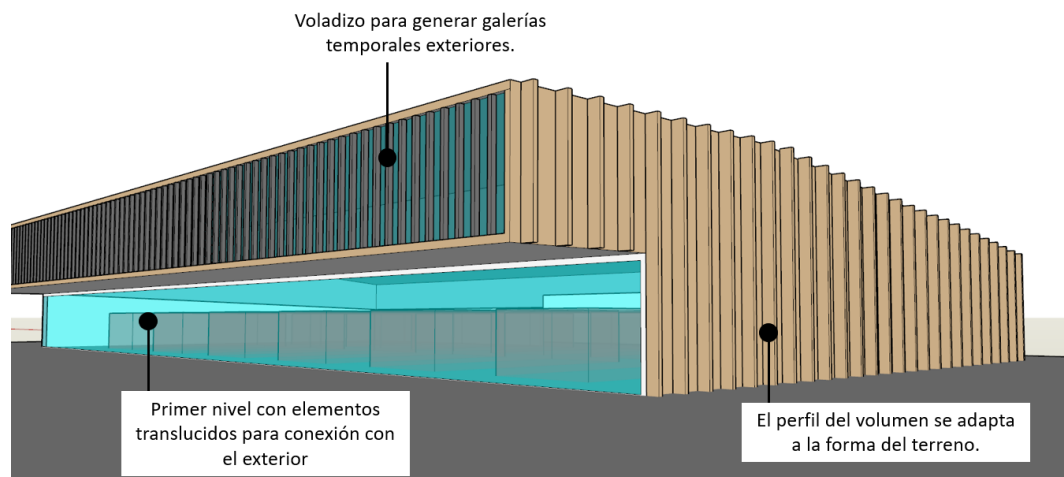 Voladizo para generar galerías
temporales exteriores.
Primer nivel con elementos
translucidos para conexión con
el exterior
El perfil del volumen se adapta
a la forma del terreno.